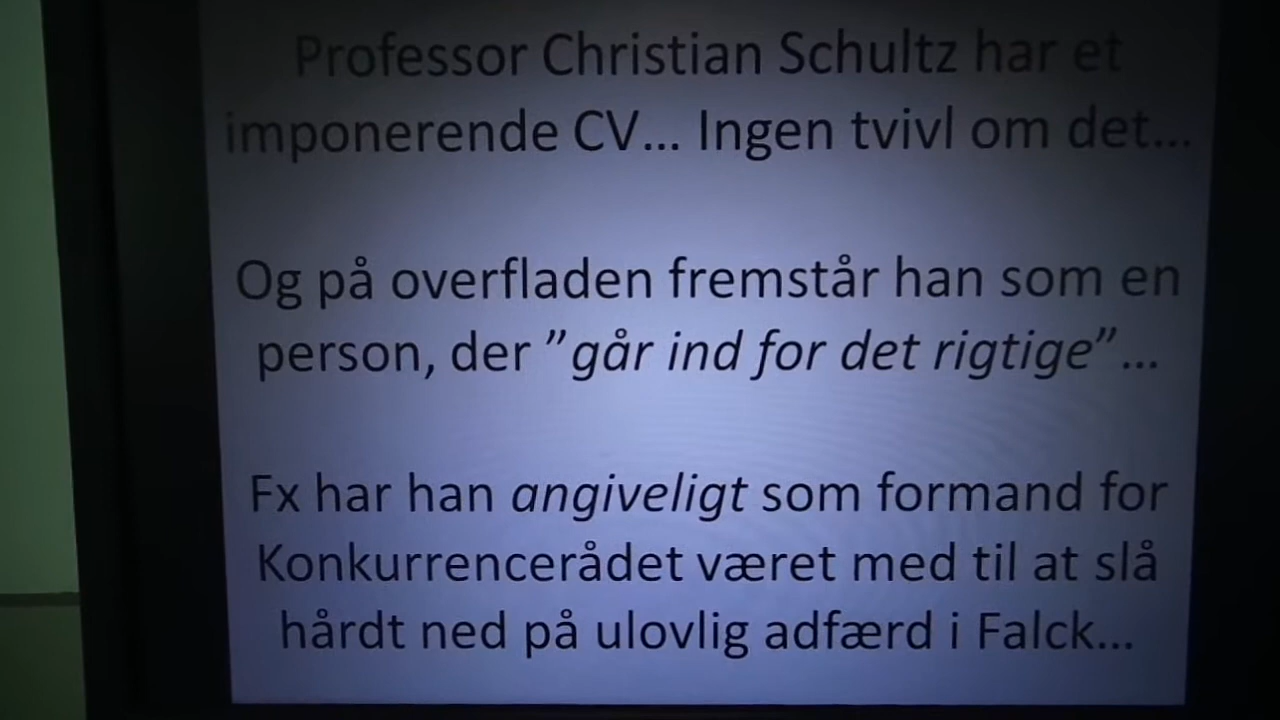 Professor Christian Schultz har et
imponerende CV... Ingen tvivl om det...
Og på overfladen fremstår han som en
person, der ”går ind for det rigtige”...
Fx har han angiveligt som formand for
Konkurrencerådet været med til at slå
hårdt ned på ulovlig adfærd i Falck...